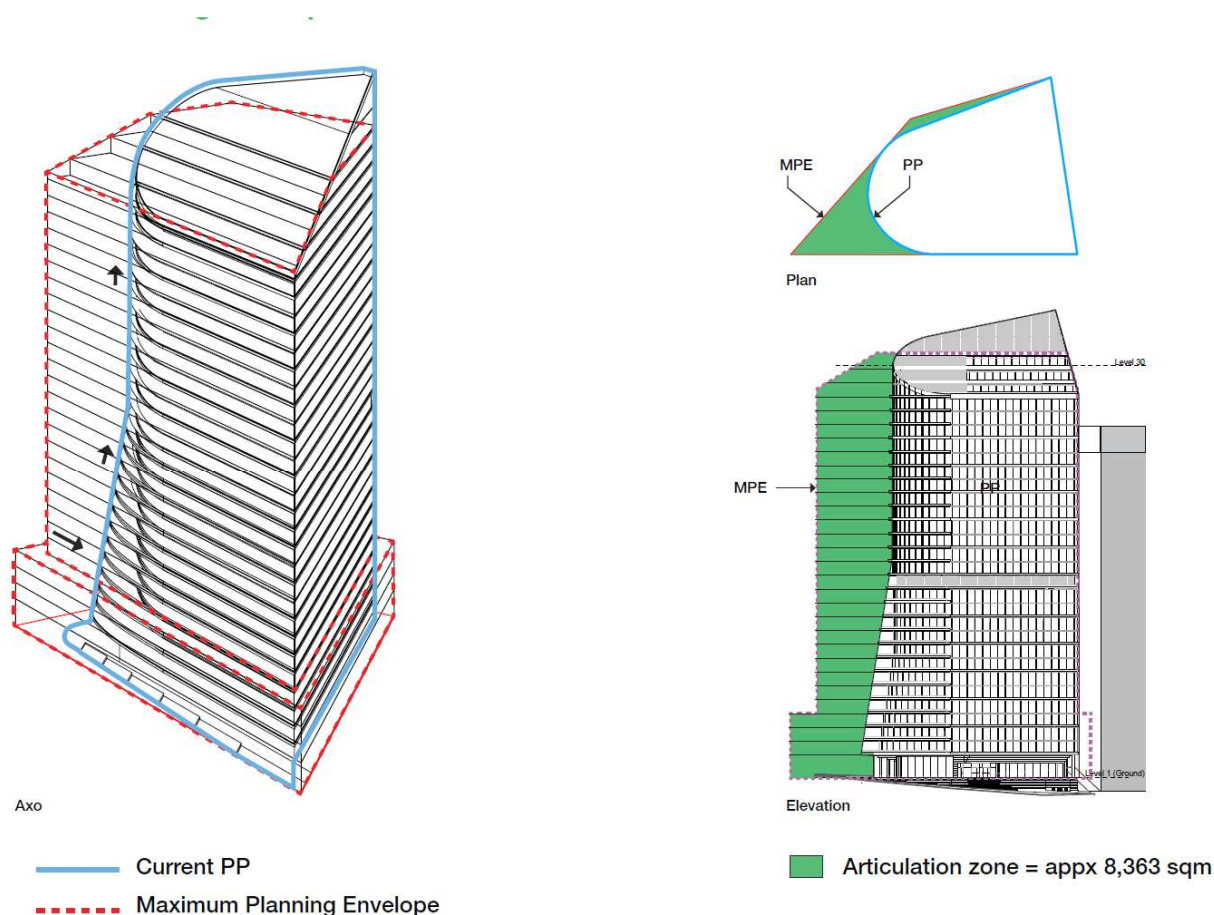 MPE
PP
Plan
Level 30
MPE
PP
Level 1 (Ground)
Axo
Elevation
Current PP
Articulation zone = appx 8,363 sqm
Maximum Planning Envelope